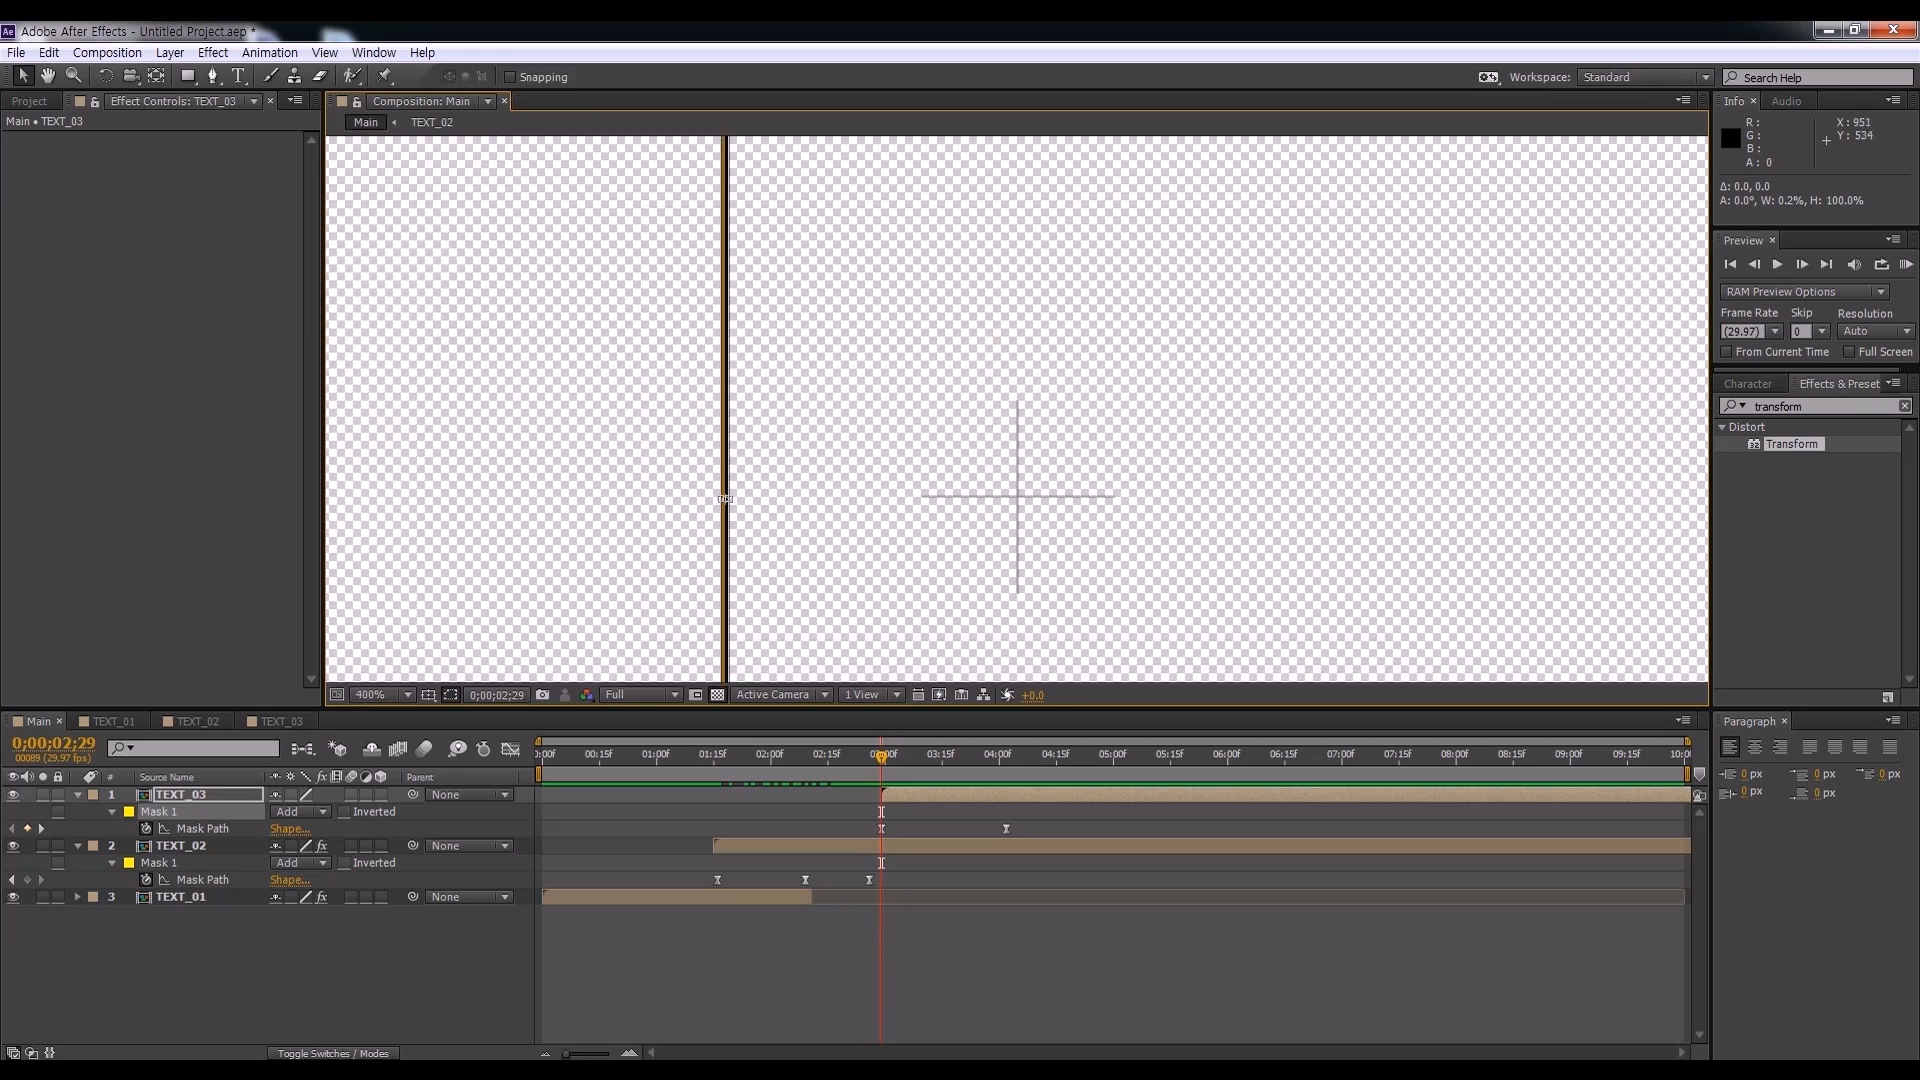 Adobe After Effects - Untitled Project.aep *
File Edit Composition Layer Effect Animation View Window Help
Snapping
Workspace: Standard
Search Help
Project
Effect Controls: TEXT_03
Composition: Main
Info
Audio
Main • TEXT_03
Main TEXT_02
R :
G :
B :
A : 0
X : 951
Y : 534
Δ: 0.0, 0.0
A: 0.0°, W: 0.2%, H: 100.0%
Preview
RAM Preview Options
Frame Rate Skip Resolution
(29.97) 0 Auto
From Current Time Full Screen
Character
Effects & Preset
transform
Distort
Transform
400% 0;00;02;29 Full Active Camera 1 View +0.0
Main TEXT_01 TEXT_02 TEXT_03
0;00;02;29
00089 (29.97 fps)
# Source Name Parent
0:00f 00:15f 01:00f 01:15f 02:00f 02:15f 03:15f 04:00f 04:15f 05:00f 05:15f 06:00f 06:15f 07:00f 07:15f 08:00f 08:15f 09:00f 09:15f 10:0
1 TEXT_03 None
Mask 1 Add Inverted
Mask Path Shape...
2 TEXT_02 fx None
Mask 1 Add Inverted
Mask Path Shape...
3 TEXT_01 fx None
Toggle Switches / Modes
Paragraph
0 px 0 px 0 px
0 px 0 px